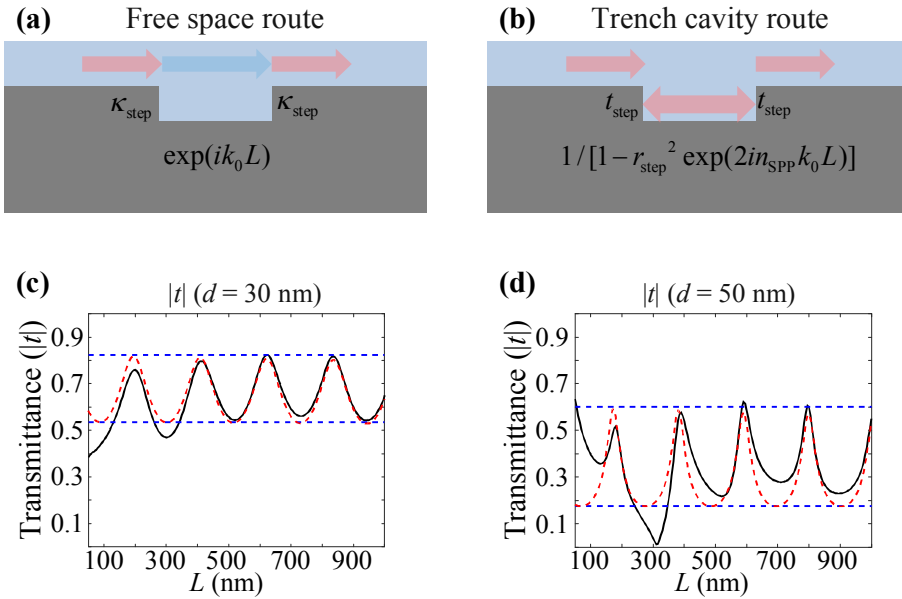 (a) Free space route
κstep κstep
exp(ik0L)
(b) Trench cavity route
tstep tstep
1/[1−rstep² exp(2inSPPk0L)]
(c) |t| (d = 30 nm)
Transmittance (|t|)
0.9
0.7
0.5
0.3
0.1
100 300 500 700 900
L (nm)
(d) |t| (d = 50 nm)
Transmittance (|t|)
0.9
0.7
0.5
0.3
0.1
100 300 500 700 900
L (nm)